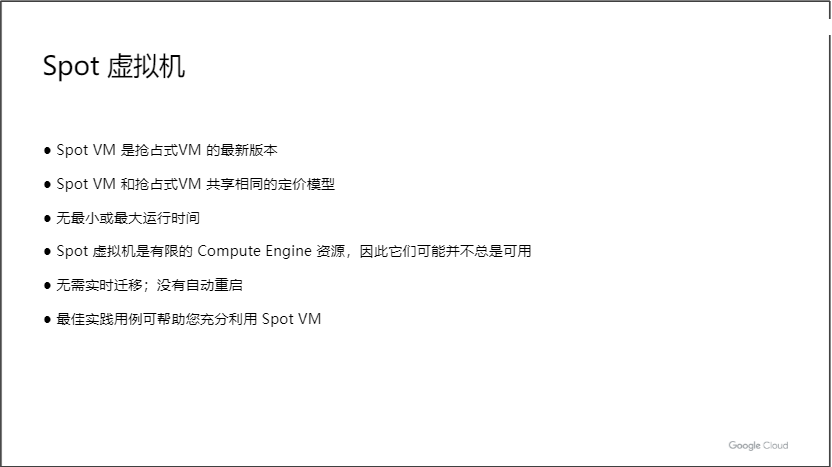 Spot 虚拟机
● Spot VM 是抢占式VM 的最新版本
● Spot VM 和抢占式VM 共享相同的定价模型
● 无最小或最大运行时间
● Spot 虚拟机是有限的 Compute Engine 资源，因此它们可能并不总是可用
● 无需实时迁移；没有自动重启
● 最佳实践用例可帮助您充分利用 Spot VM
Google Cloud